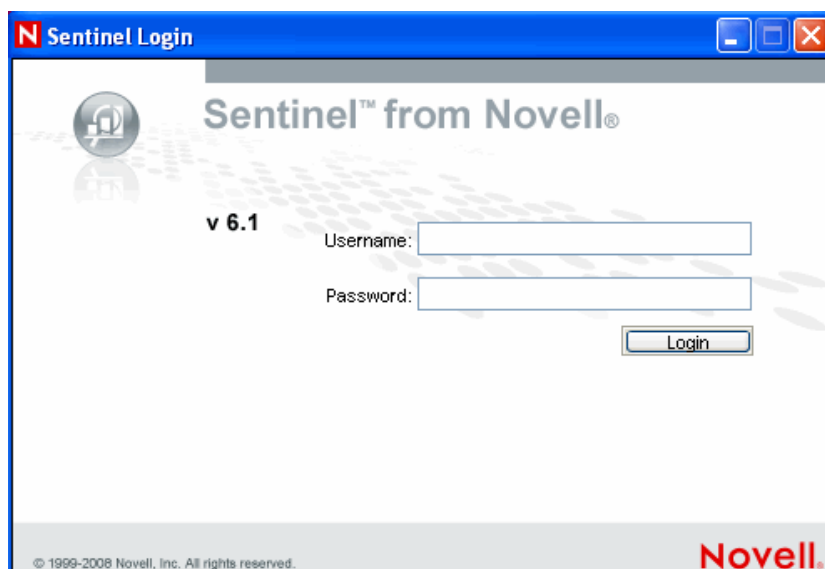 N Sentinel Login
Sentinel™ from Novell®
v 6.1
Username:
Password:
Login
© 1999-2008 Novell, Inc. All rights reserved.
Novell®